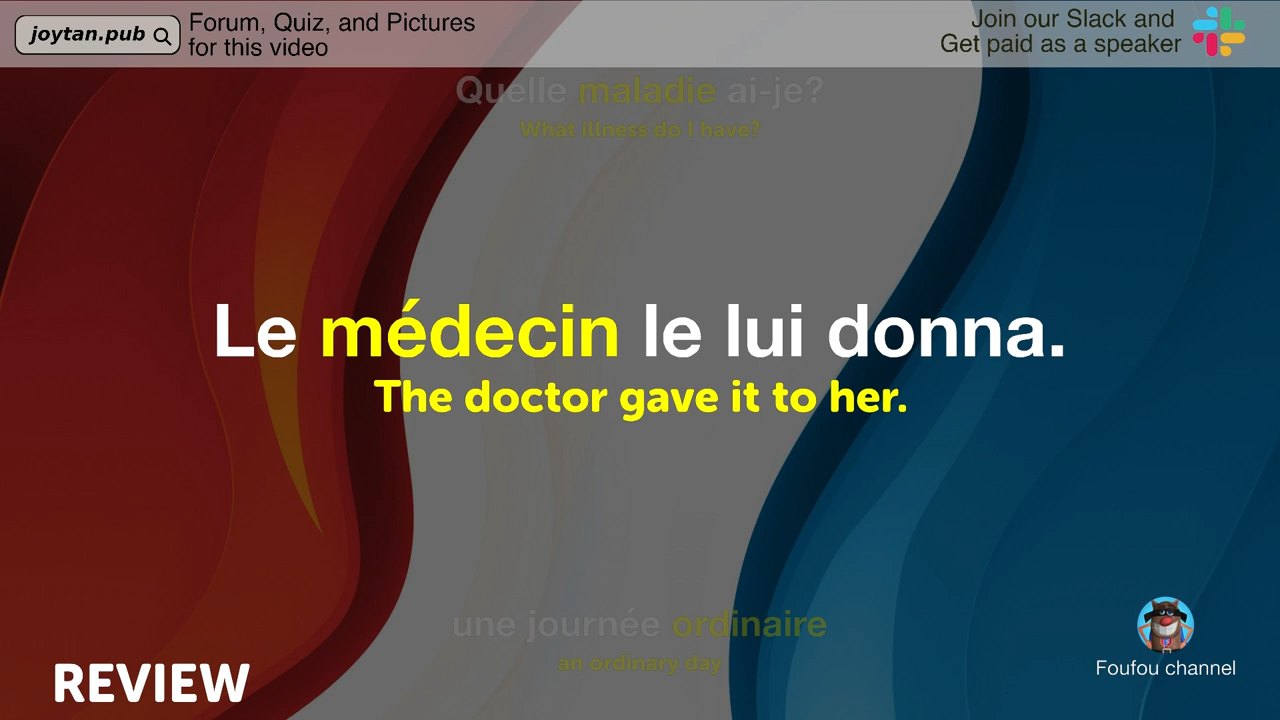 joytan.pub
Forum, Quiz, and Pictures
for this video
Join our Slack and
Get paid as a speaker
Quelle maladie ai-je?
What illness do I have?
Le médecin le lui donna.
The doctor gave it to her.
une journée ordinaire
an ordinary day
REVIEW
Foufou channel